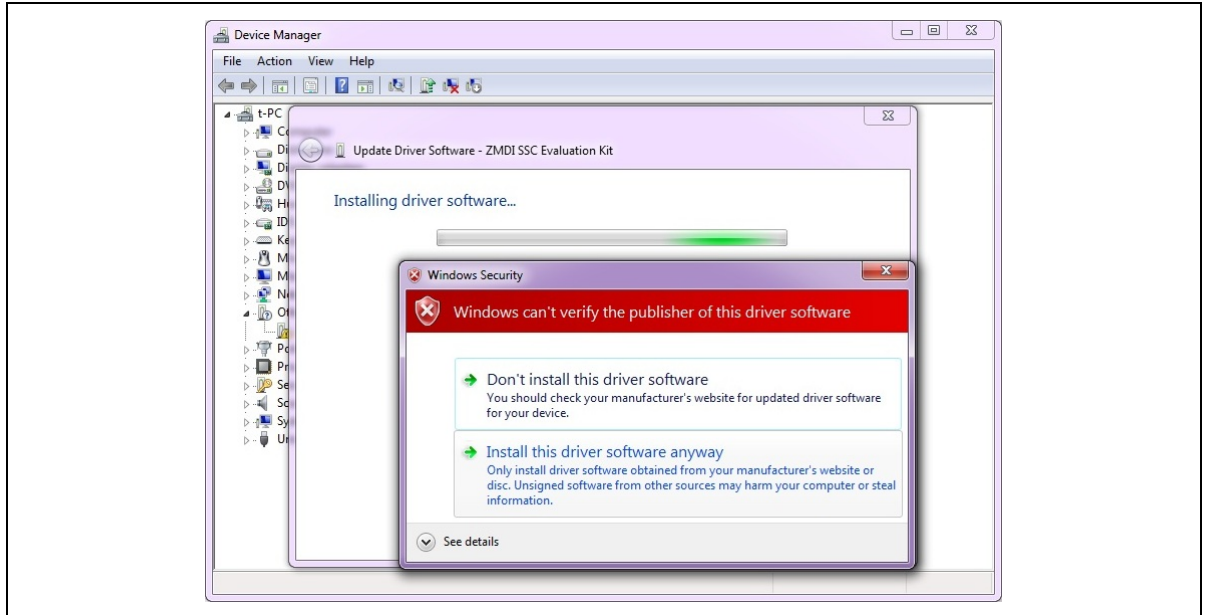 Device Manager
File Action View Help
t-PC
Update Driver Software - ZMDI SSC Evaluation Kit
Installing driver software...
Windows Security
Windows can't verify the publisher of this driver software
Don't install this driver software
You should check your manufacturer's website for updated driver software
for your device.
Install this driver software anyway
Only install driver software obtained from your manufacturer's website or
disc. Unsigned software from other sources may harm your computer or steal
information.
See details